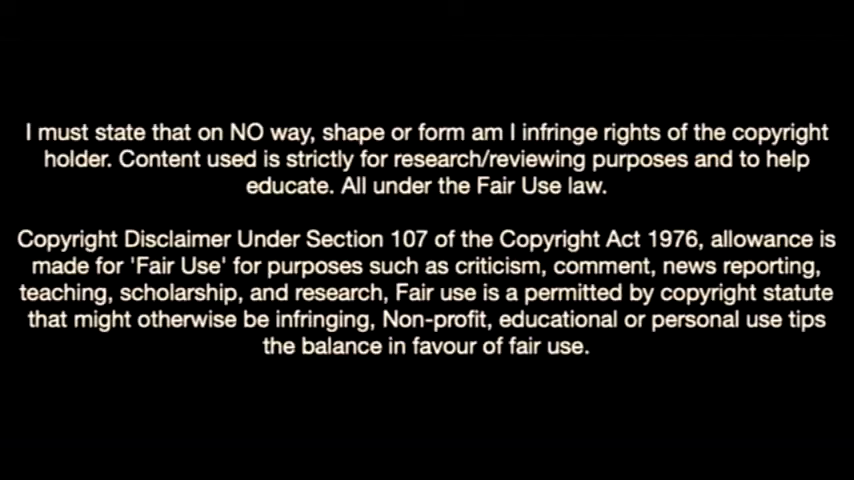 I must state that on NO way, shape or form am I infringe rights of the copyright
holder. Content used is strictly for research/reviewing purposes and to help
educate. All under the Fair Use law.
Copyright Disclaimer Under Section 107 of the Copyright Act 1976, allowance is
made for 'Fair Use' for purposes such as criticism, comment, news reporting,
teaching, scholarship, and research, Fair use is a permitted by copyright statute
that might otherwise be infringing, Non-profit, educational or personal use tips
the balance in favour of fair use.